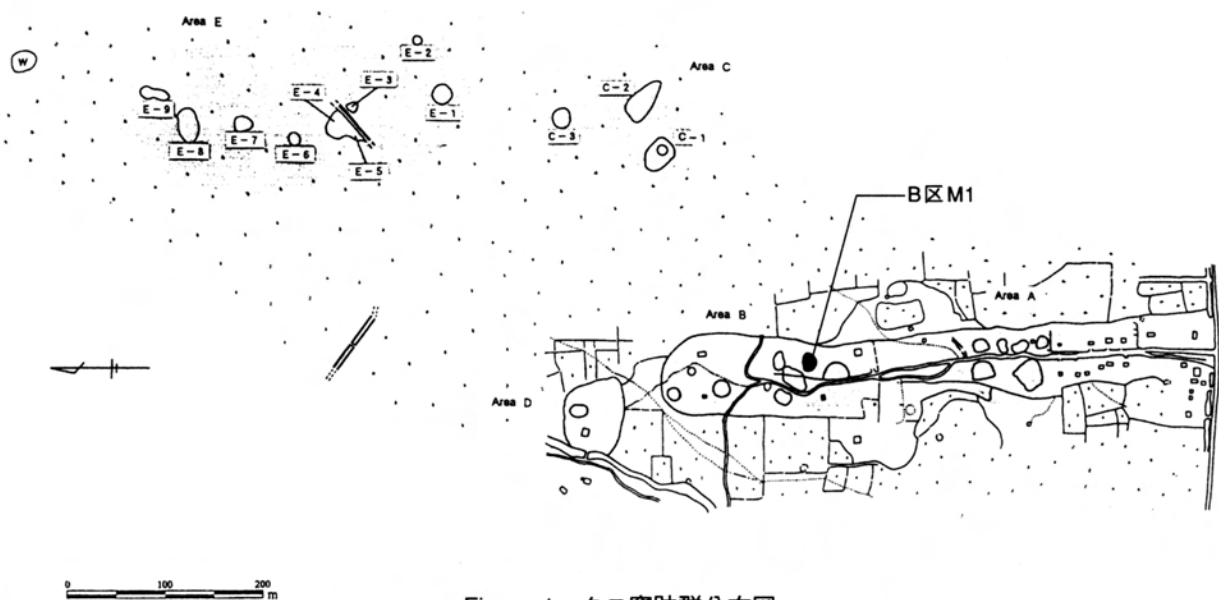 Area E
W
E-2
E-3
Area C
E-4
C-2
E-9
E-1
E-7
C-3
C-1
E-8
E-6
E-5
B区M1
Area A
Area B
Area D
0 100 200
m